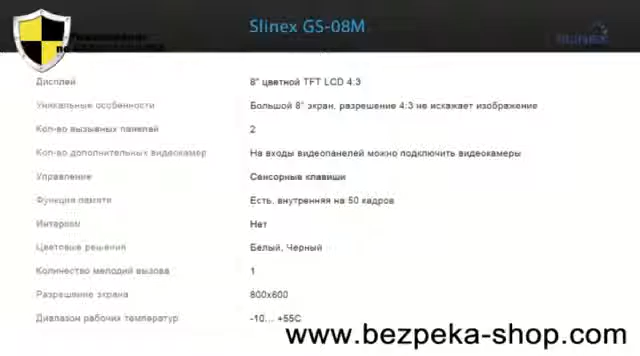 Slinex GS-08M
SLINEX
Дисплей 8" цветной TFT LCD 4:3
Уникальные особенности Большой 8" экран, разрешение 4:3 не искажает изображение
Кол-во вызывных панелей 2
Кол-во дополнительных видеокамер На входы видеопанелей можно подключить видеокамеры
Управление Сенсорные клавиши
Функция памяти Есть, внутренняя на 50 кадров
Интерком Нет
Цветовые решения Белый, Черный
Количество мелодий вызова 1
Разрешение экрана 800x600
Диапазон рабочих температур -10... +55С
www.bezpeka-shop.com